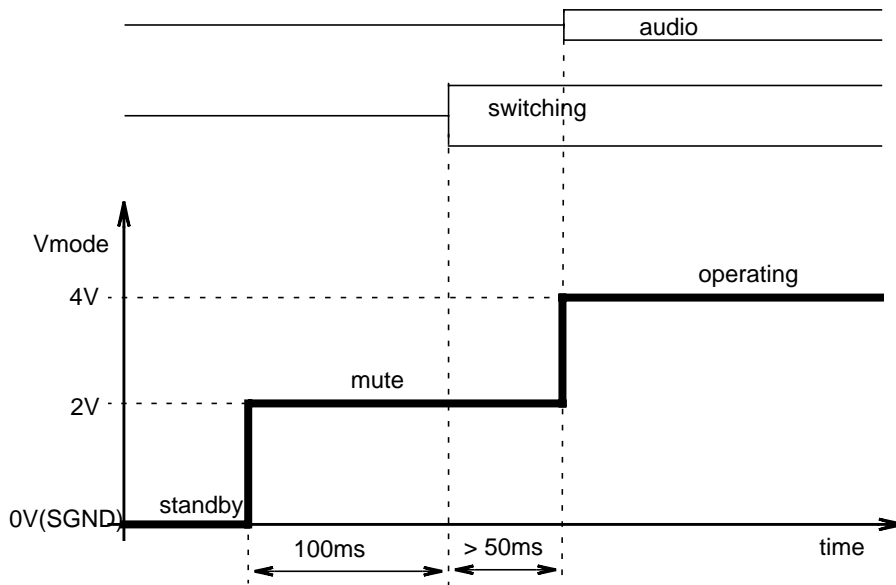 audio
switching
Vmode
operating
4V
mute
2V
standby
0V(SGND)
100ms
> 50ms
time